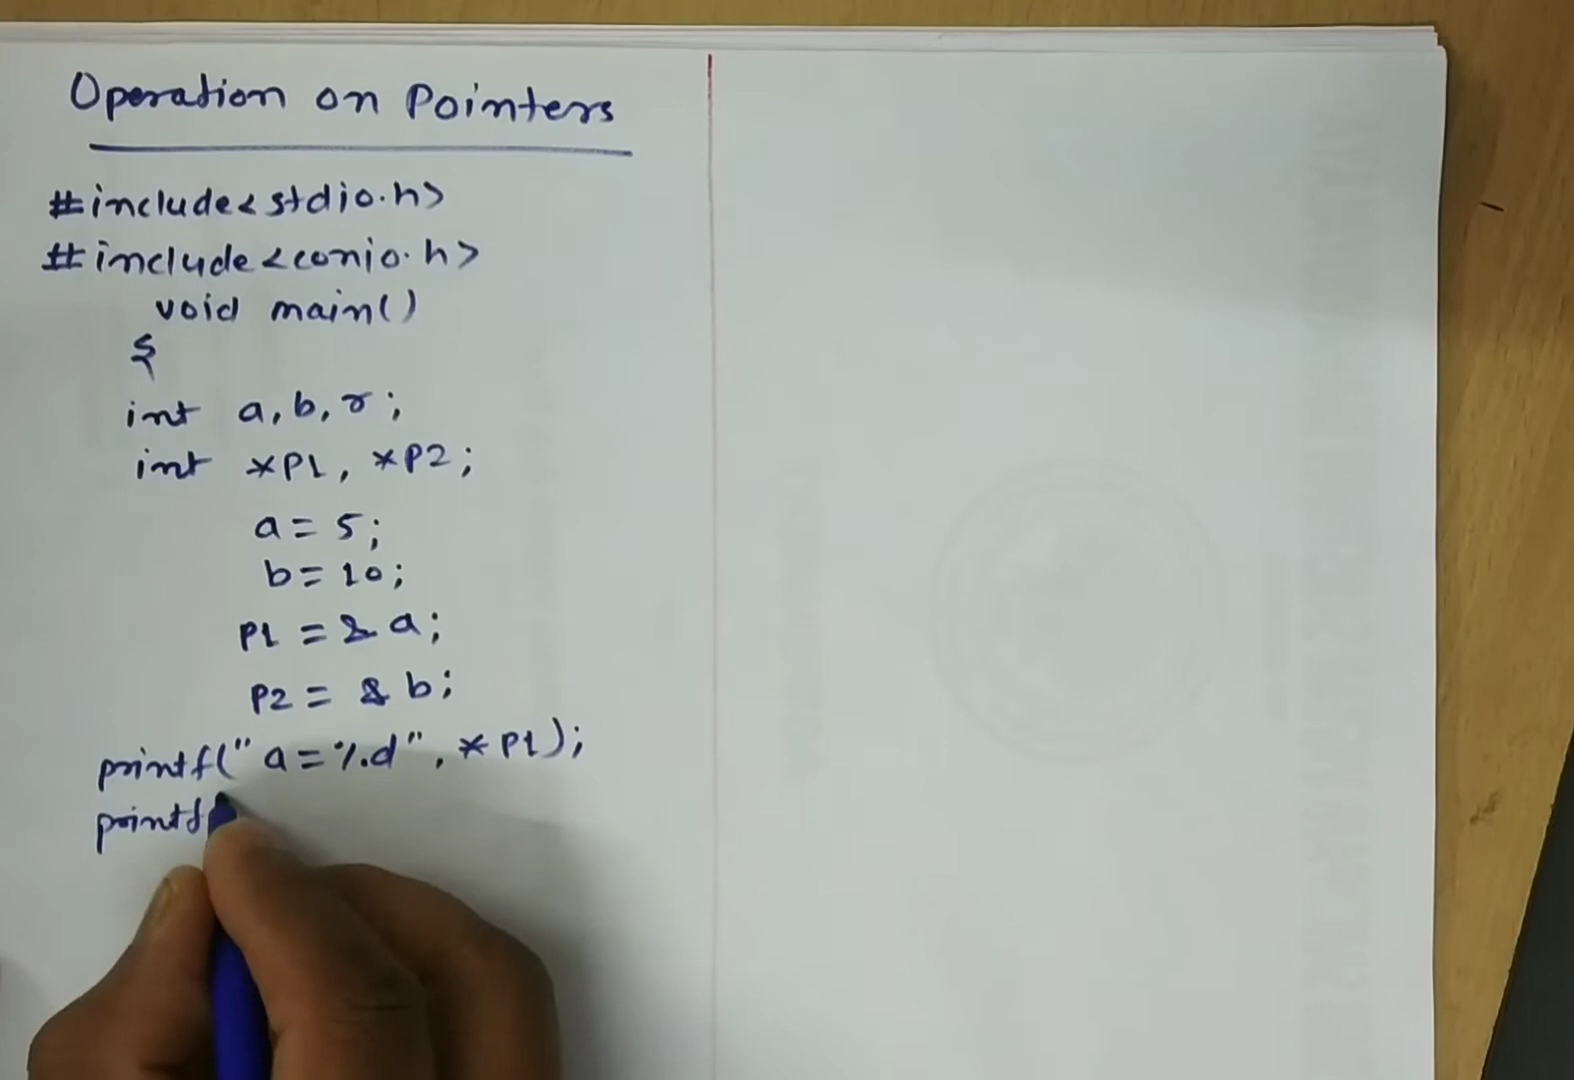 Operation on Pointers
#include<stdio.h>
#include<conio.h>
void main()
{
int a, b, r;
int *P1, *P2;
a = 5;
b = 10;
P1 = & a;
P2 = & b;
printf(" a = %d", *P1);
printf